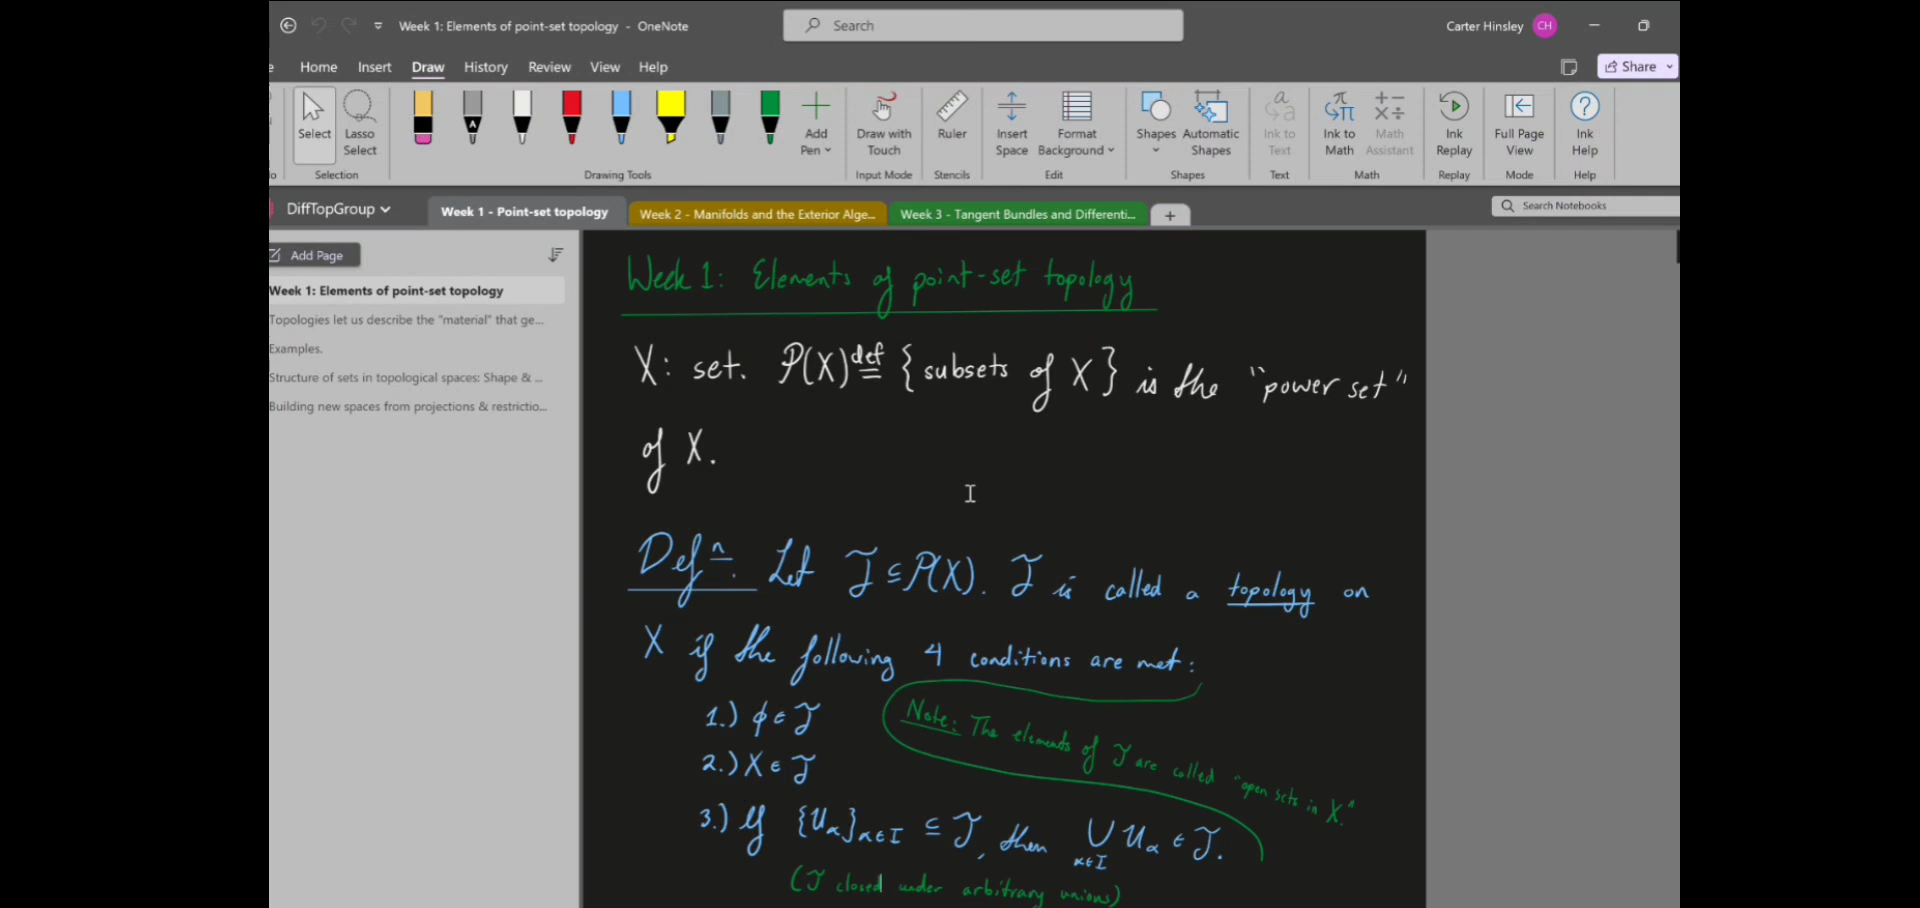 Week 1: Elements of point-set topology - OneNote
Search
Carter Hinsley CH
Home Insert Draw History Review View Help
Share
Select
Lasso Select
Add Pen
Draw with Touch
Ruler
Insert Space
Format Background
Shapes
Automatic Shapes
Ink to Text
Ink to Math
Math Assistant
Ink Replay
Full Page View
Ink Help
Selection Drawing Tools Input Mode Stencils Edit Shapes Text Math Replay Mode Help
DiffTopGroup
Week 1 - Point-set topology
Week 2 - Manifolds and the Exterior Alge...
Week 3 - Tangent Bundles and Differenti...
Search Notebooks
Add Page
Week 1: Elements of point-set topology
Topologies let us describe the "material" that ge...
Examples.
Structure of sets in topological spaces: Shape & ...
Building new spaces from projections & restrictio...
Week 1: Elements of point-set topology
X: set. P(X) def = {subsets of X} is the "power set"
of X.
Defn. Let T ⊆ P(X). T is called a topology on
X if the following 4 conditions are met:
1.) ϕ ∈ T
2.) X ∈ T
Note: The elements of T are called "open sets in X."
3.) If {Uα}α∈I ⊆ T, then ∪α∈I Uα ∈ T.
(T closed under arbitrary unions)